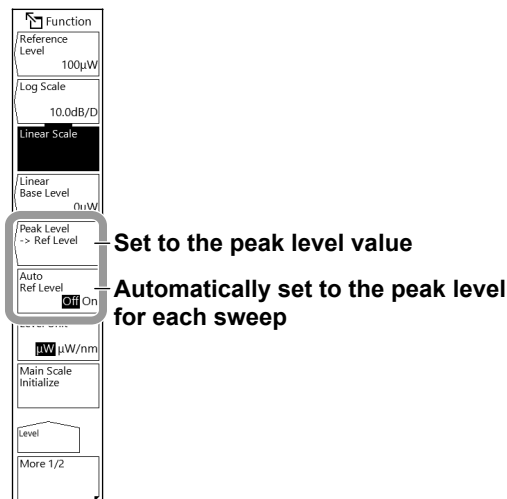 Function
Reference
Level
100µW
Log Scale
10.0dB/D
Linear Scale
Linear
Base Level
0µW
Peak Level
-> Ref Level
Set to the peak level value
Auto
Ref Level
Off On
Automatically set to the peak level
for each sweep
Level Unit
µW µW/nm
Main Scale
Initialize
Level
More 1/2